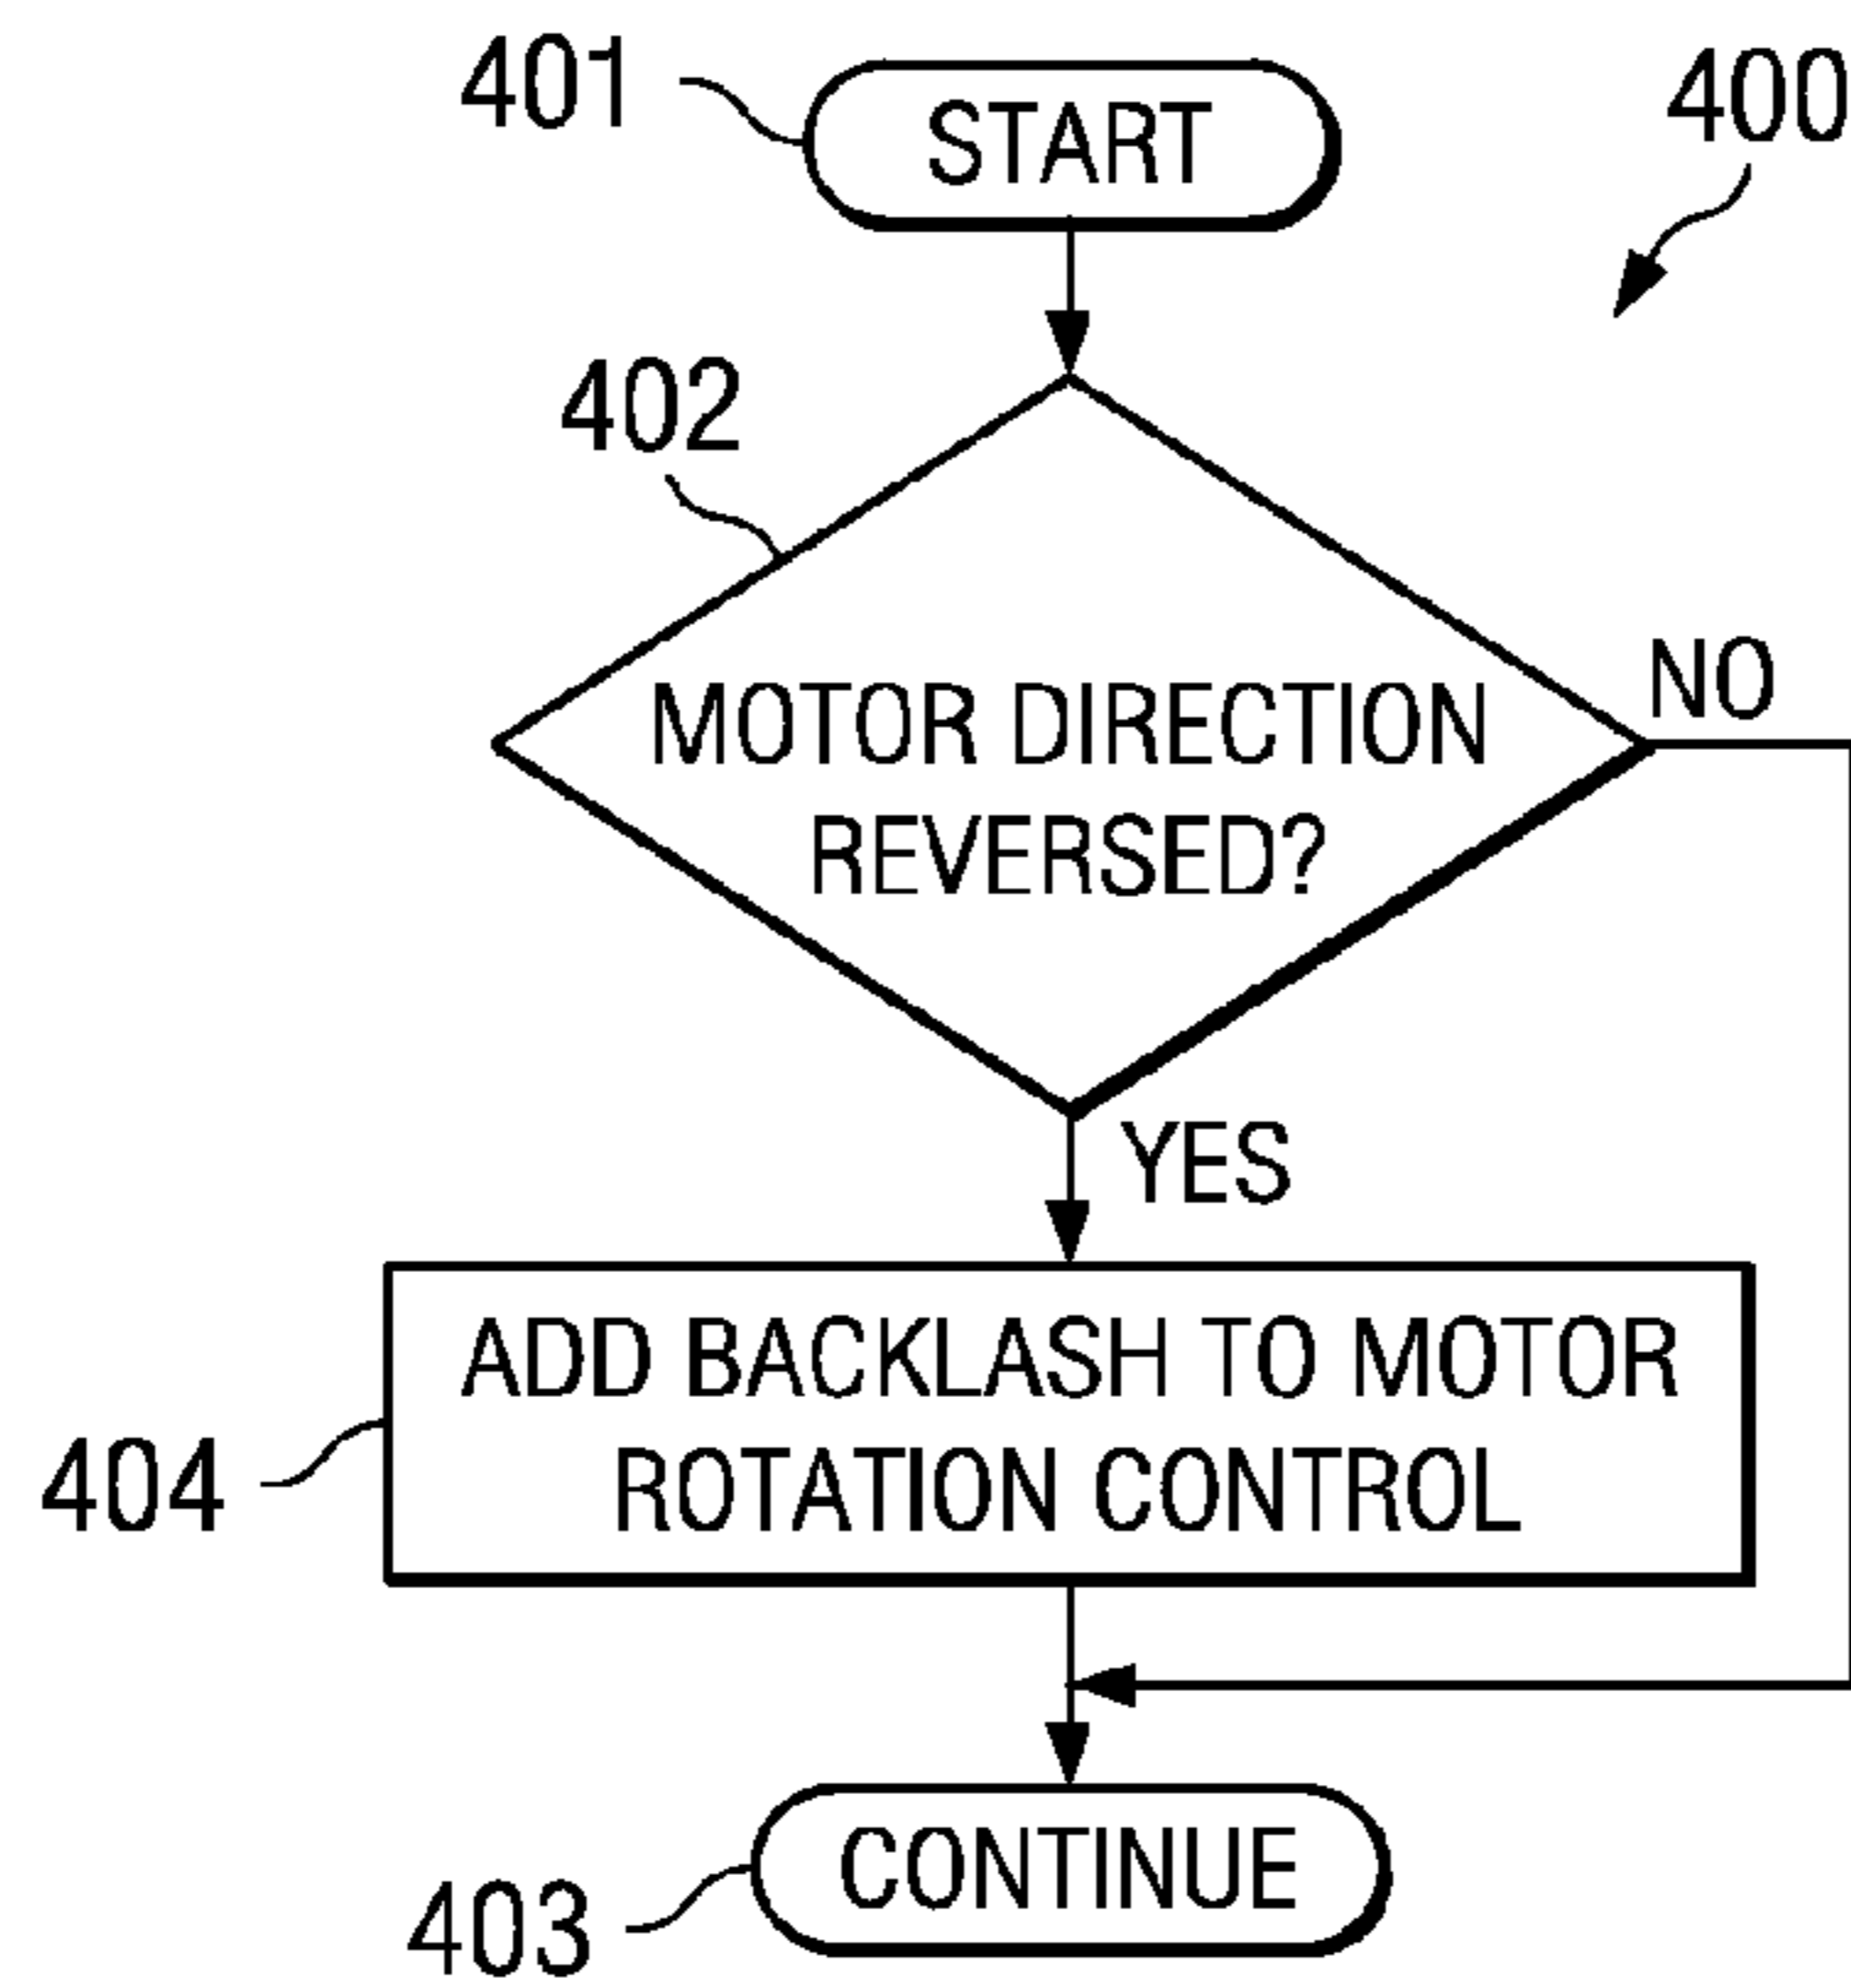 401
START
400
402
MOTOR DIRECTION
REVERSED?
NO
YES
ADD BACKLASH TO MOTOR
ROTATION CONTROL
404
CONTINUE
403